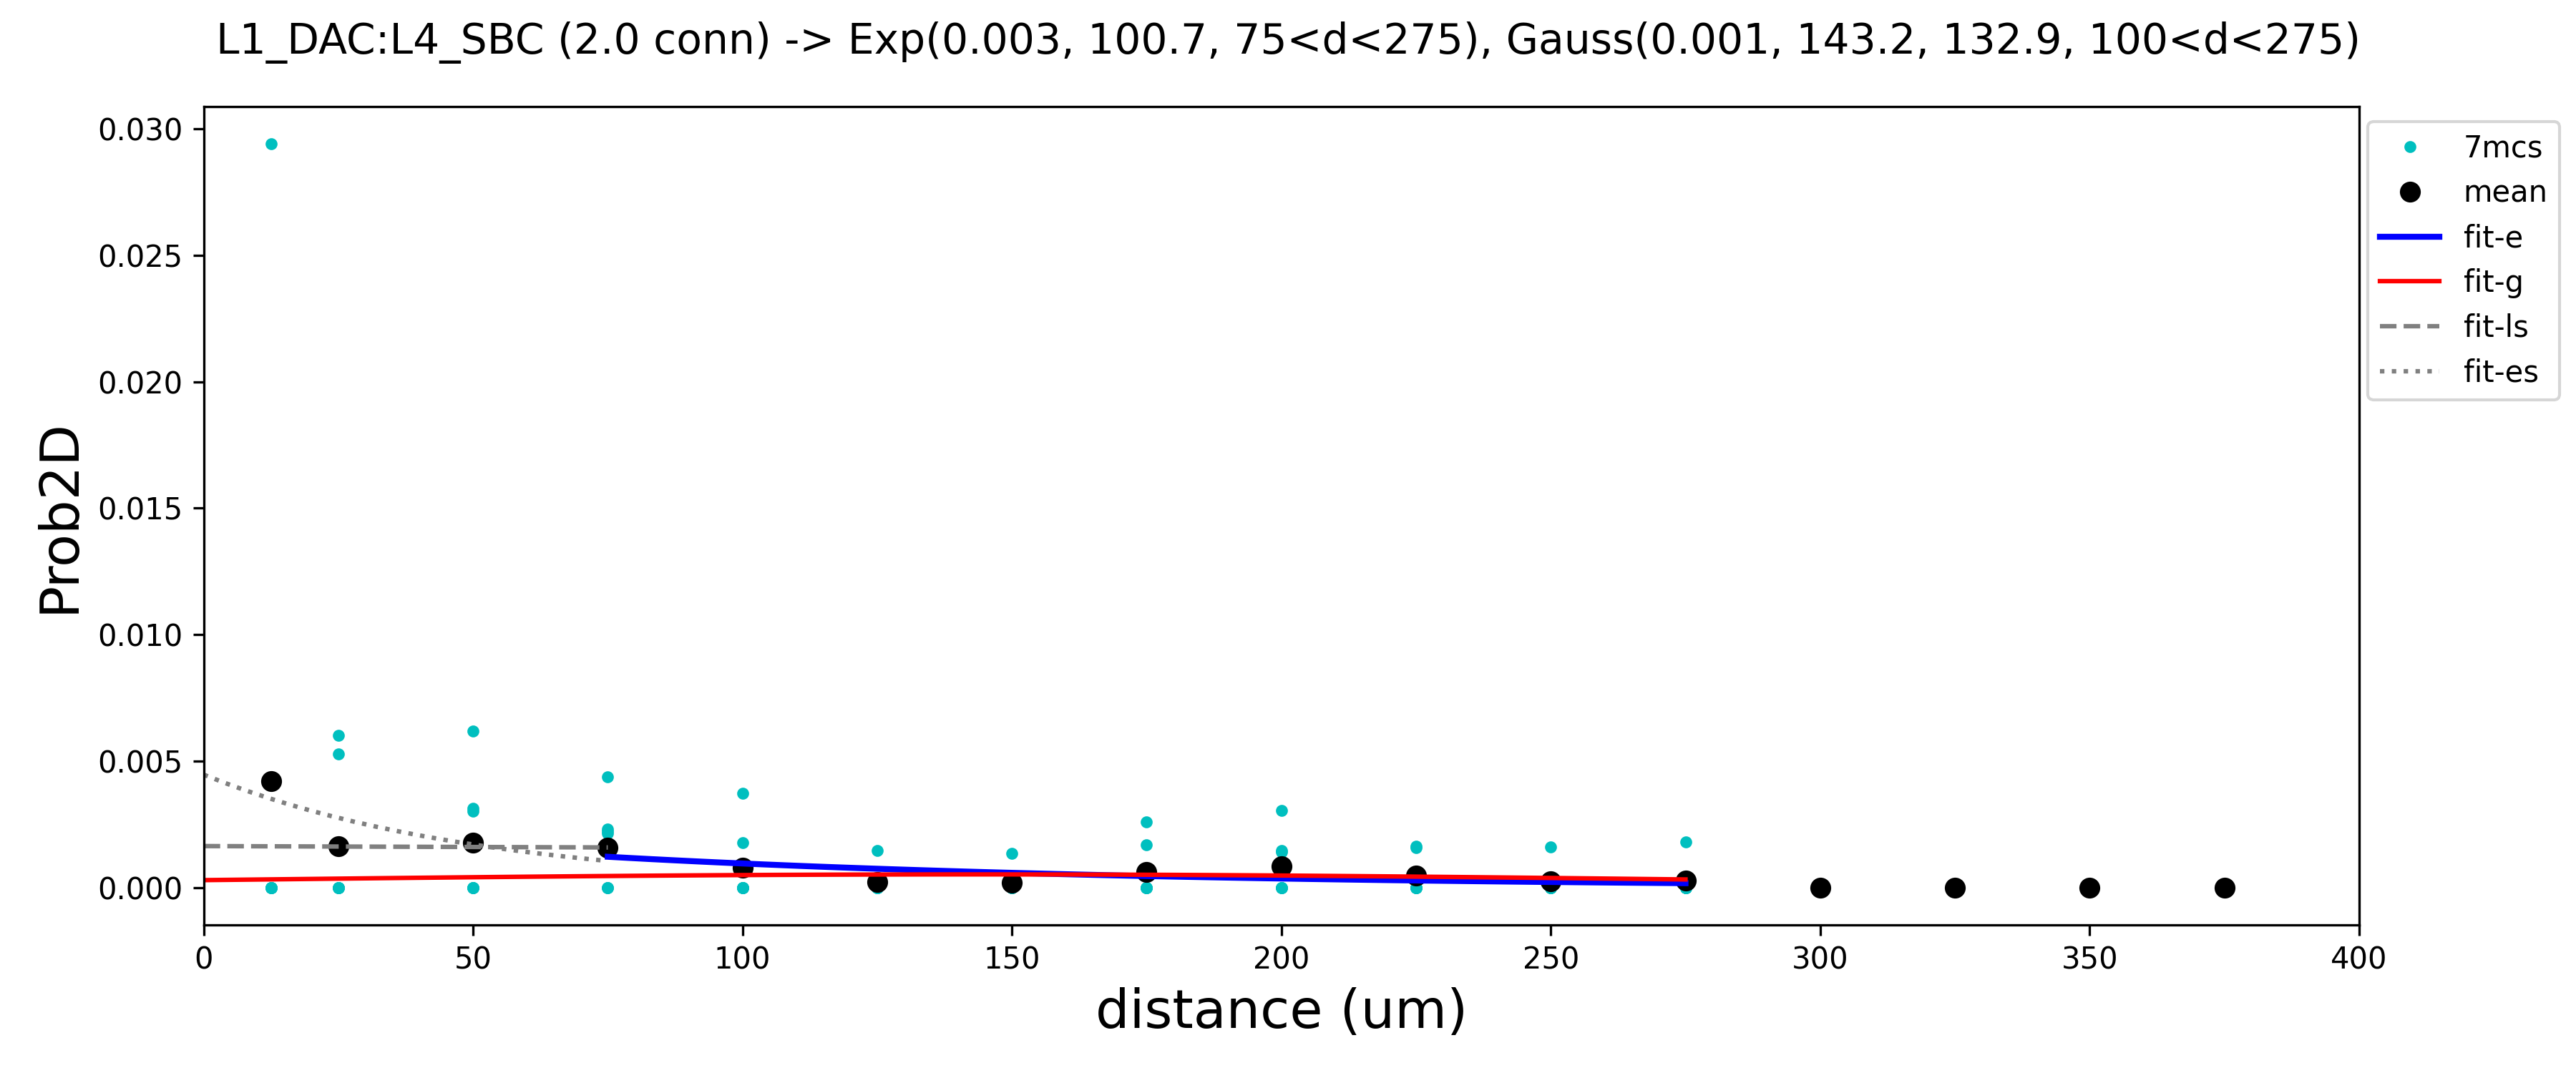 L1_DAC:L4_SBC (2.0 conn) -> Exp(0.003, 100.7, 75<d<275), Gauss(0.001, 143.2, 132.9, 100<d<275)
0.030
0.025
0.020
0.015
0.010
0.005
0.000
Prob2D
0 50 100 150 200 250 300 350 400
distance (um)
7mcs
mean
fit-e
fit-g
fit-ls
fit-es